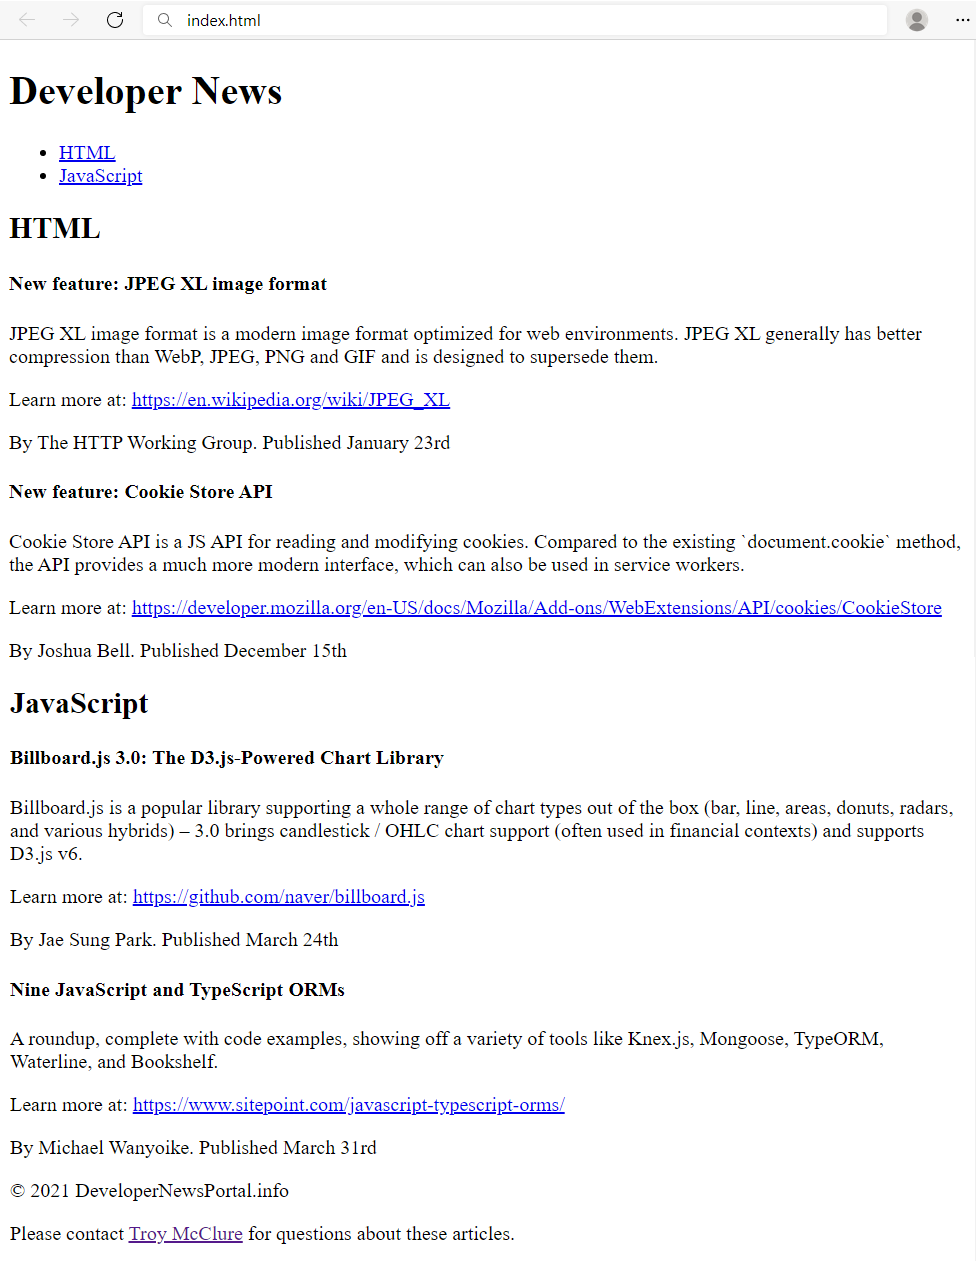 index.html
Developer News
HTML
JavaScript
HTML
New feature: JPEG XL image format
JPEG XL image format is a modern image format optimized for web environments. JPEG XL generally has better
compression than WebP, JPEG, PNG and GIF and is designed to supersede them.
Learn more at: https://en.wikipedia.org/wiki/JPEG_XL
By The HTTP Working Group. Published January 23rd
New feature: Cookie Store API
Cookie Store API is a JS API for reading and modifying cookies. Compared to the existing `document.cookie` method,
the API provides a much more modern interface, which can also be used in service workers.
Learn more at: https://developer.mozilla.org/en-US/docs/Mozilla/Add-ons/WebExtensions/API/cookies/CookieStore
By Joshua Bell. Published December 15th
JavaScript
Billboard.js 3.0: The D3.js-Powered Chart Library
Billboard.js is a popular library supporting a whole range of chart types out of the box (bar, line, areas, donuts, radars,
and various hybrids) – 3.0 brings candlestick / OHLC chart support (often used in financial contexts) and supports
D3.js v6.
Learn more at: https://github.com/naver/billboard.js
By Jae Sung Park. Published March 24th
Nine JavaScript and TypeScript ORMs
A roundup, complete with code examples, showing off a variety of tools like Knex.js, Mongoose, TypeORM,
Waterline, and Bookshelf.
Learn more at: https://www.sitepoint.com/javascript-typescript-orms/
By Michael Wanyoike. Published March 31rd
© 2021 DeveloperNewsPortal.info
Please contact Troy McClure for questions about these articles.